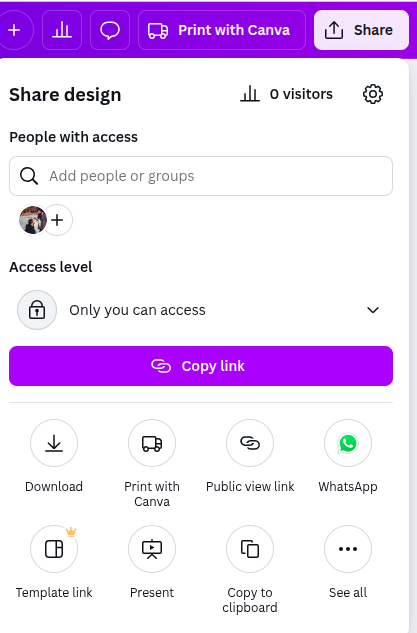 Print with Canva
Share
Share design
0 visitors
People with access
Add people or groups
Access level
Only you can access
Copy link
Download
Print with
Canva
Public view link
WhatsApp
Template link
Present
Copy to
clipboard
See all